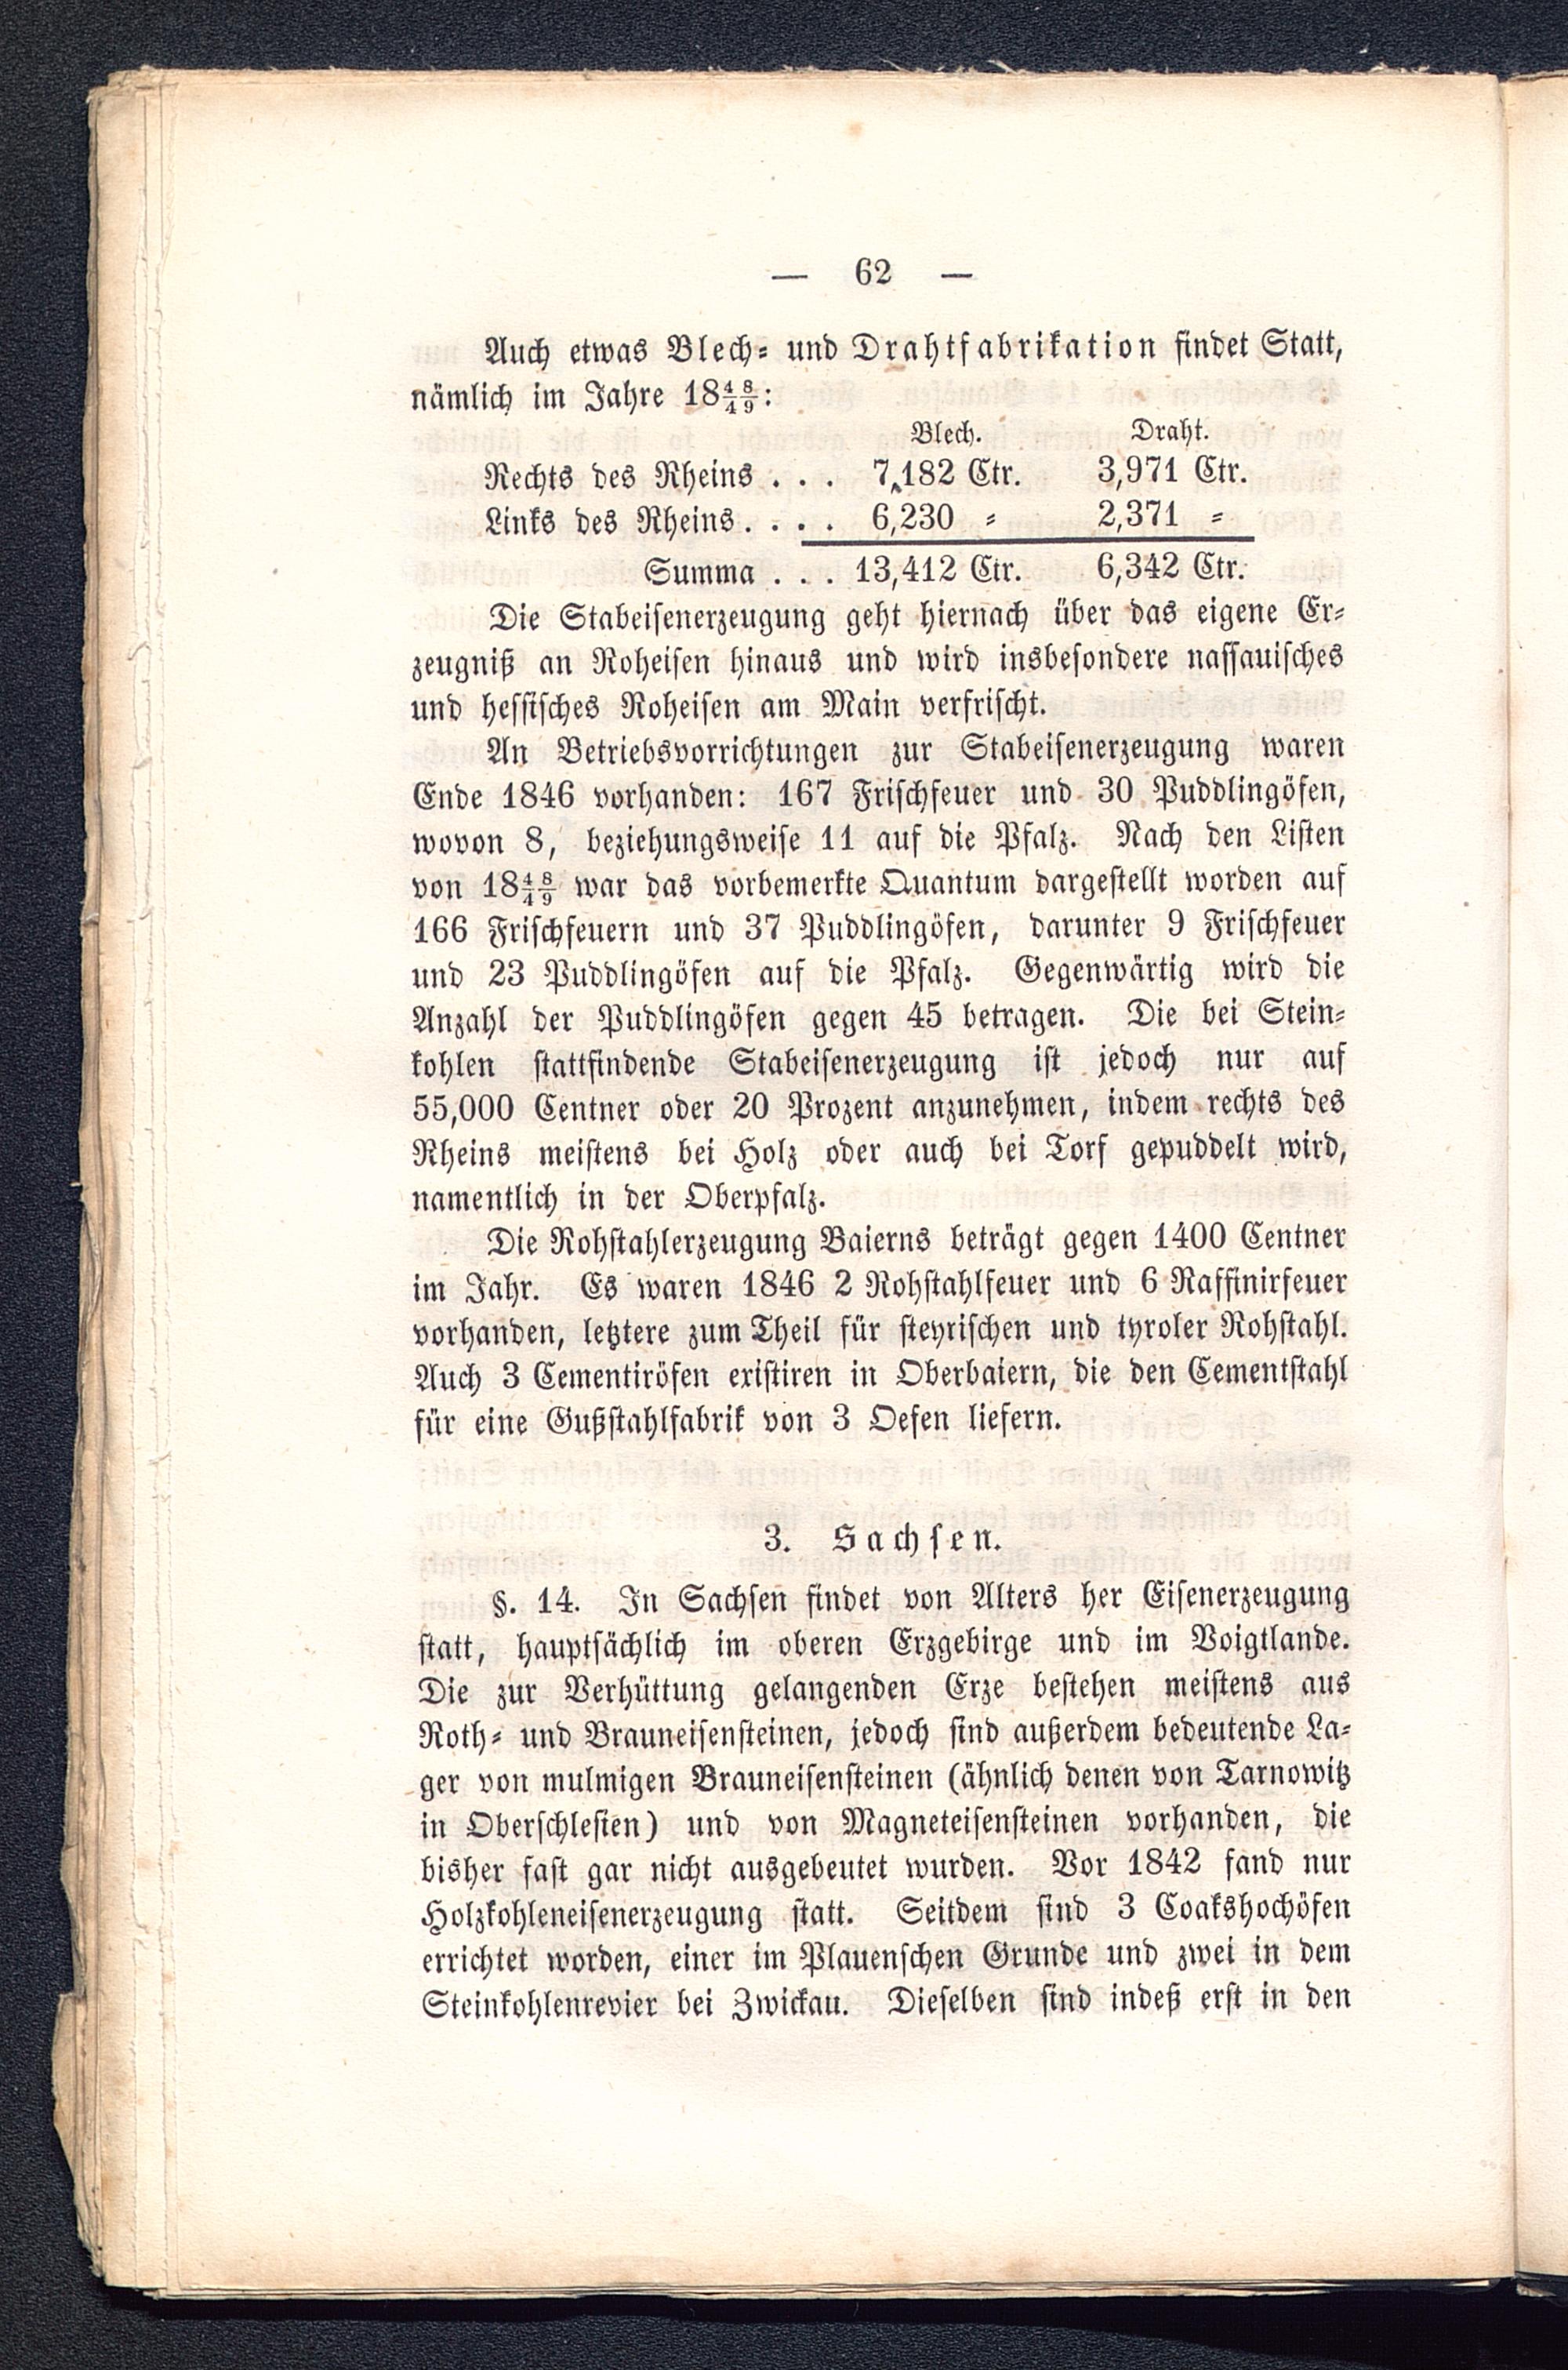 — 62 —
Auch etwas Blech- und Drahtfabrikation findet Statt,
nämlich im Jahre 18 4/4 8/9:
Blech. Draht.
Rechts des Rheins . . . 7,182 Ctr. 3,971 Ctr.
Links des Rheins. . . . 6,230 = 2,371 =
Summa . . . 13,412 Ctr. 6,342 Ctr.
Die Stabeisenerzeugung geht hiernach über das eigene Er-
zeugniß an Roheisen hinaus und wird insbesondere nassauisches
und hessisches Roheisen am Main verfrischt.
An Betriebsvorrichtungen zur Stabeisenerzeugung waren
Ende 1846 vorhanden: 167 Frischfeuer und 30 Puddlingöfen,
wovon 8, beziehungsweise 11 auf die Pfalz. Nach den Listen
von 18 4/4 8/9 war das vorbemerkte Quantum dargestellt worden auf
166 Frischfeuern und 37 Puddlingöfen, darunter 9 Frischfeuer
und 23 Puddlingöfen auf die Pfalz. Gegenwärtig wird die
Anzahl der Puddlingöfen gegen 45 betragen. Die bei Stein-
kohlen stattfindende Stabeisenerzeugung ist jedoch nur auf
55,000 Centner oder 20 Prozent anzunehmen, indem rechts des
Rheins meistens bei Holz oder auch bei Torf gepuddelt wird,
namentlich in der Oberpfalz.
Die Rohstahlerzeugung Baierns beträgt gegen 1400 Centner
im Jahr. Es waren 1846 2 Rohstahlfeuer und 6 Raffinirfeuer
vorhanden, letztere zum Theil für steyrischen und tyroler Rohstahl.
Auch 3 Cementiröfen existiren in Oberbaiern, die den Cementstahl
für eine Gußstahlfabrik von 3 Oefen liefern.
3. Sachsen.
§. 14. In Sachsen findet von Alters her Eisenerzeugung
statt, hauptsächlich im oberen Erzgebirge und im Voigtlande.
Die zur Verhüttung gelangenden Erze bestehen meistens aus
Roth- und Brauneisensteinen, jedoch sind außerdem bedeutende La-
ger von mulmigen Brauneisensteinen (ähnlich denen von Tarnowitz
in Oberschlesien) und von Magneteisensteinen vorhanden, die
bisher fast gar nicht ausgebeutet wurden. Vor 1842 fand nur
Holzkohleneisenerzeugung statt. Seitdem sind 3 Coakshochöfen
errichtet worden, einer im Plauenschen Grunde und zwei in dem
Steinkohlenrevier bei Zwickau. Dieselben sind indeß erst in den